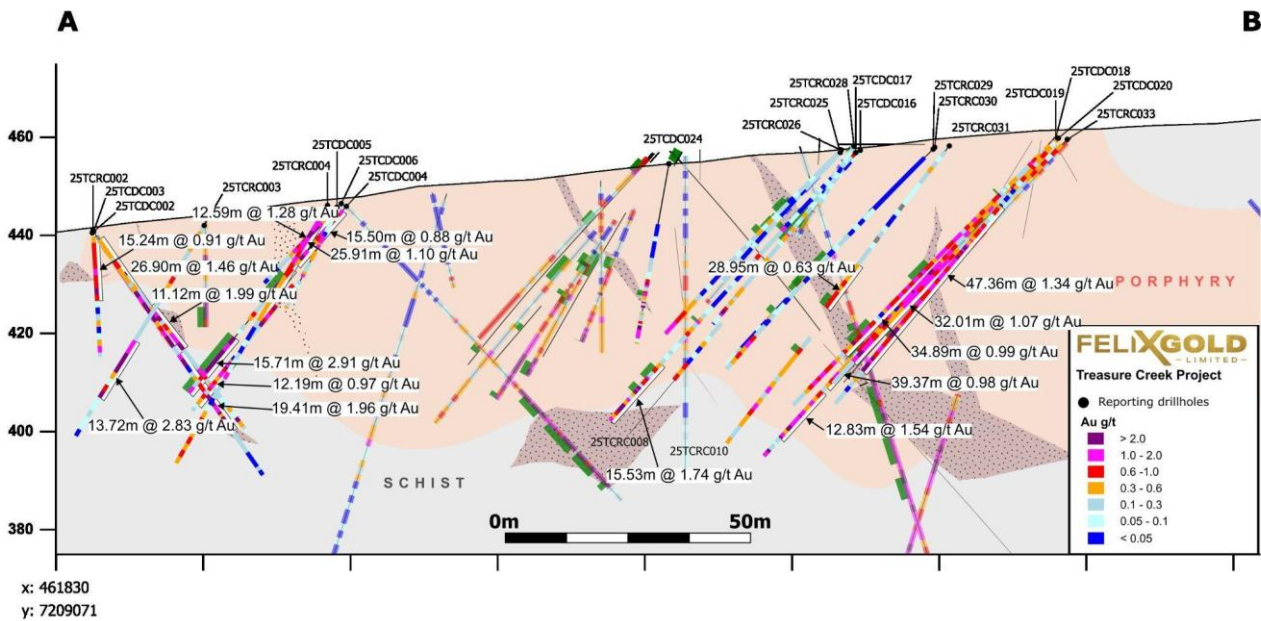 A
B
25TCDC018
25TCDC017
25TCRC029
25TCDC020
25TCRC028
25TCDC019
25TCRC030
25TCRC033
25TCRC025
25TCDC016
25TCRC026
25TCRC031
460
25TCDC024
25TCDC005
25TCRC004
25TCDC006
25TCRC002
25TCRC003
25TCDC004
25TCDC003
25TCDC002
12.59m @ 1.28 g/t Au
440
15.50m @ 0.88 g/t Au
15.24m @ 0.91 g/t Au
25.91m @ 1.10 g/t Au
26.90m @ 1.46 g/t Au
28.95m @ 0.63 g/t Au
47.36m @ 1.34 g/t Au
PORPHYRY
11.12m @ 1.99 g/t Au
32.01m @ 1.07 g/t Au
420
34.89m @ 0.99 g/t Au
15.71m @ 2.91 g/t Au
12.19m @ 0.97 g/t Au
39.37m @ 0.98 g/t Au
19.41m @ 1.96 g/t Au
13.72m @ 2.83 g/t Au
400
12.83m @ 1.54 g/t Au
25TCRC008
25TCRC010
15.53m @ 1.74 g/t Au
SCHIST
380
0m
50m
FELIXGOLD
LIMITED
Treasure Creek Project
Reporting drillholes
Au g/t
> 2.0
1.0 - 2.0
0.6 -1.0
0.3 - 0.6
0.1 - 0.3
0.05 - 0.1
< 0.05
x: 461830
y: 7209071